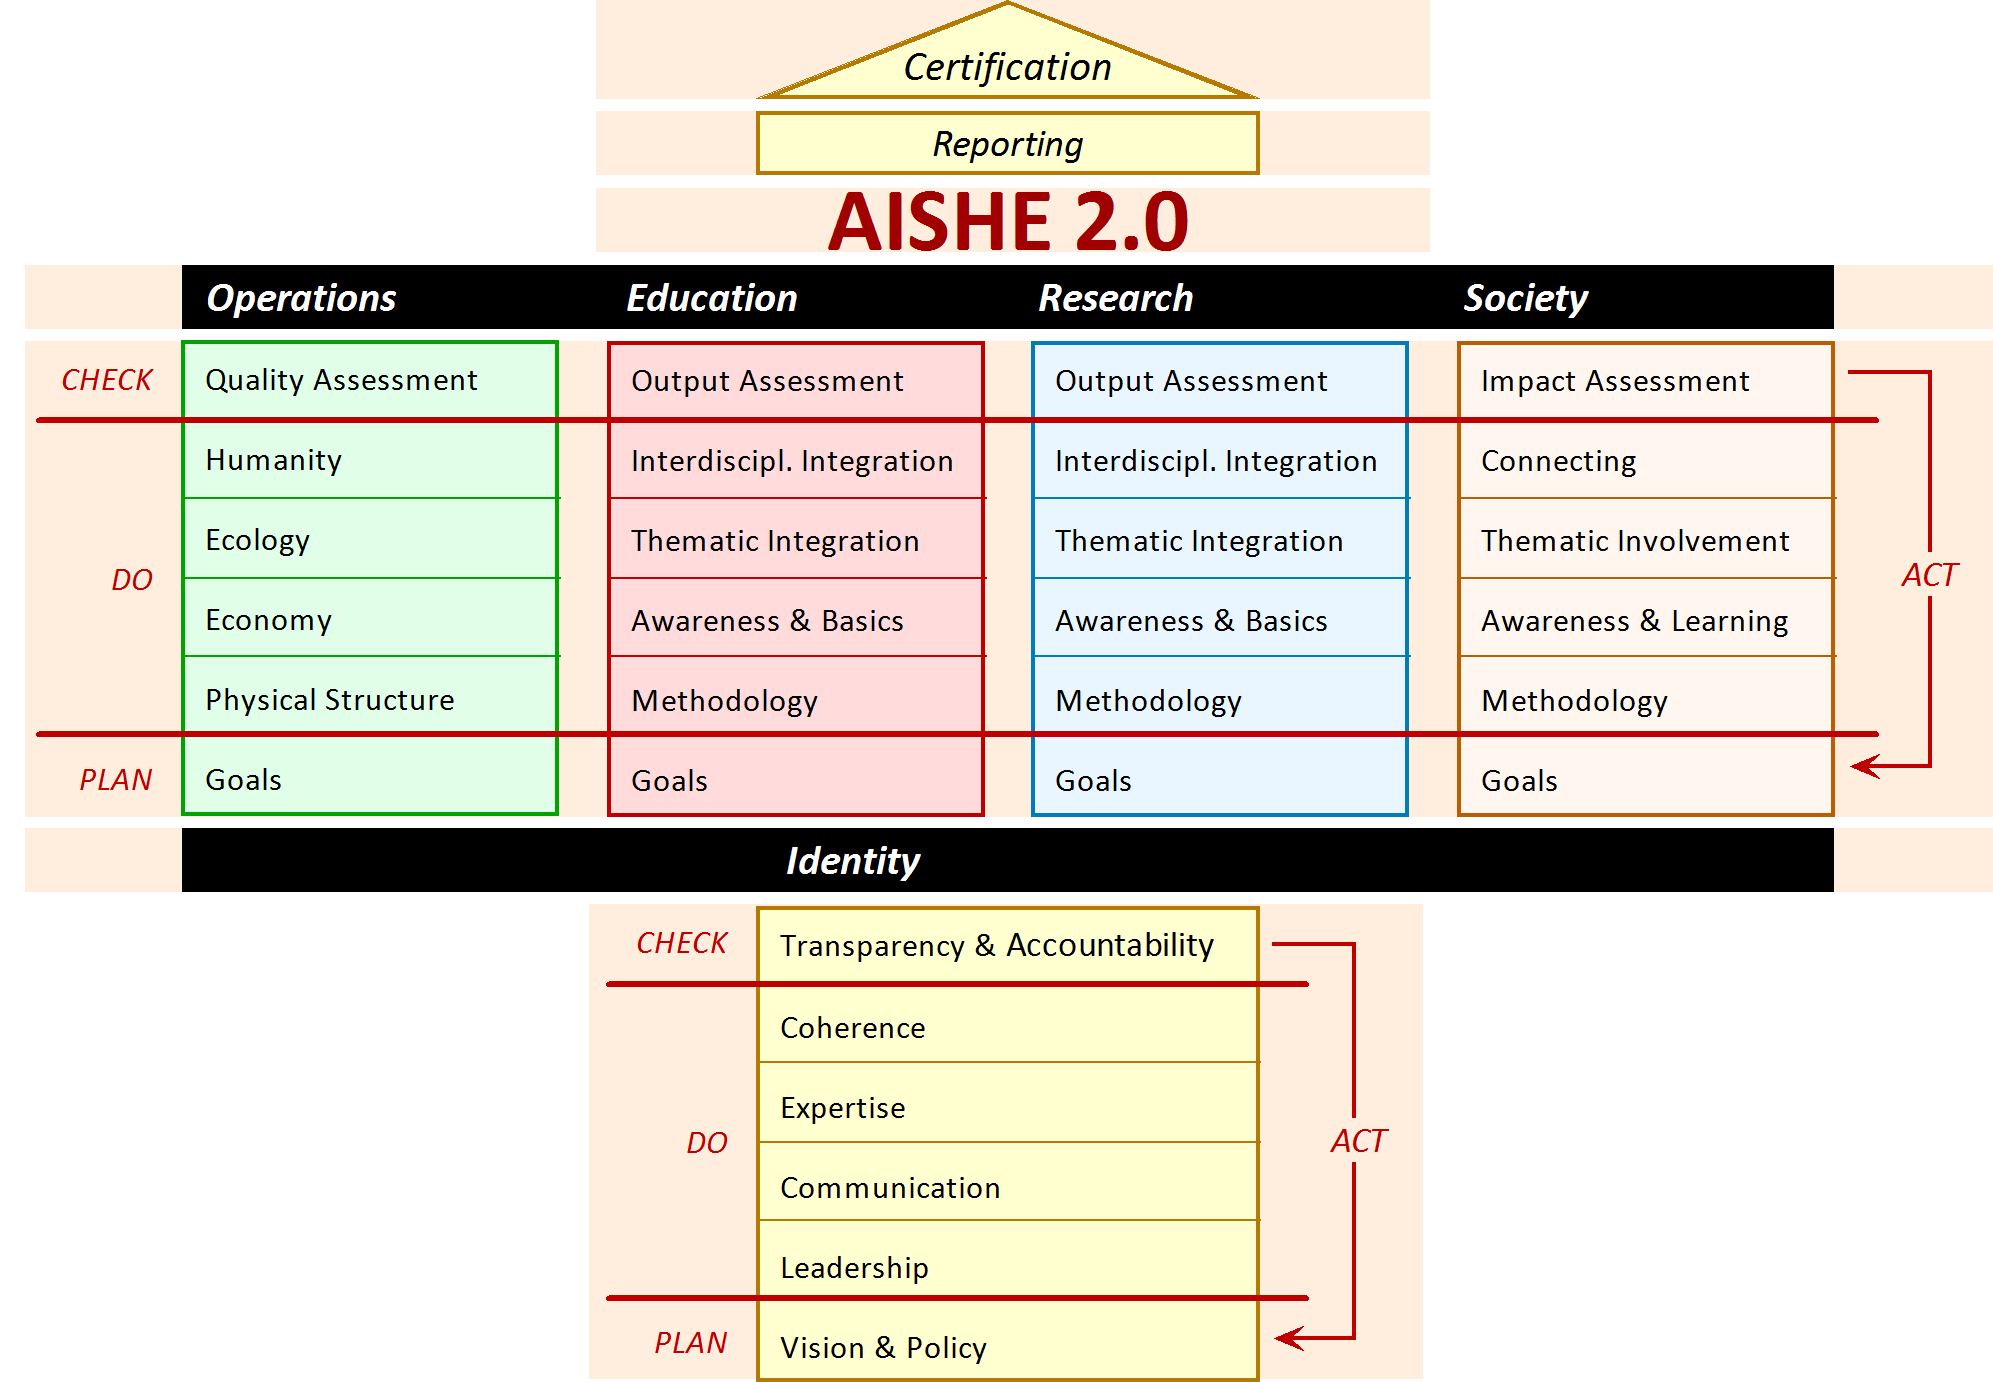 Certification
Reporting
AISHE 2.0
Operations Education Research Society
CHECK Quality Assessment Output Assessment Output Assessment Impact Assessment
Humanity Interdiscipl. Integration Interdiscipl. Integration Connecting
Ecology Thematic Integration Thematic Integration Thematic Involvement
DO ACT
Economy Awareness & Basics Awareness & Basics Awareness & Learning
Physical Structure Methodology Methodology Methodology
PLAN Goals Goals Goals Goals
Identity
CHECK Transparency & Accountability
Coherence
Expertise
DO ACT
Communication
Leadership
PLAN Vision & Policy